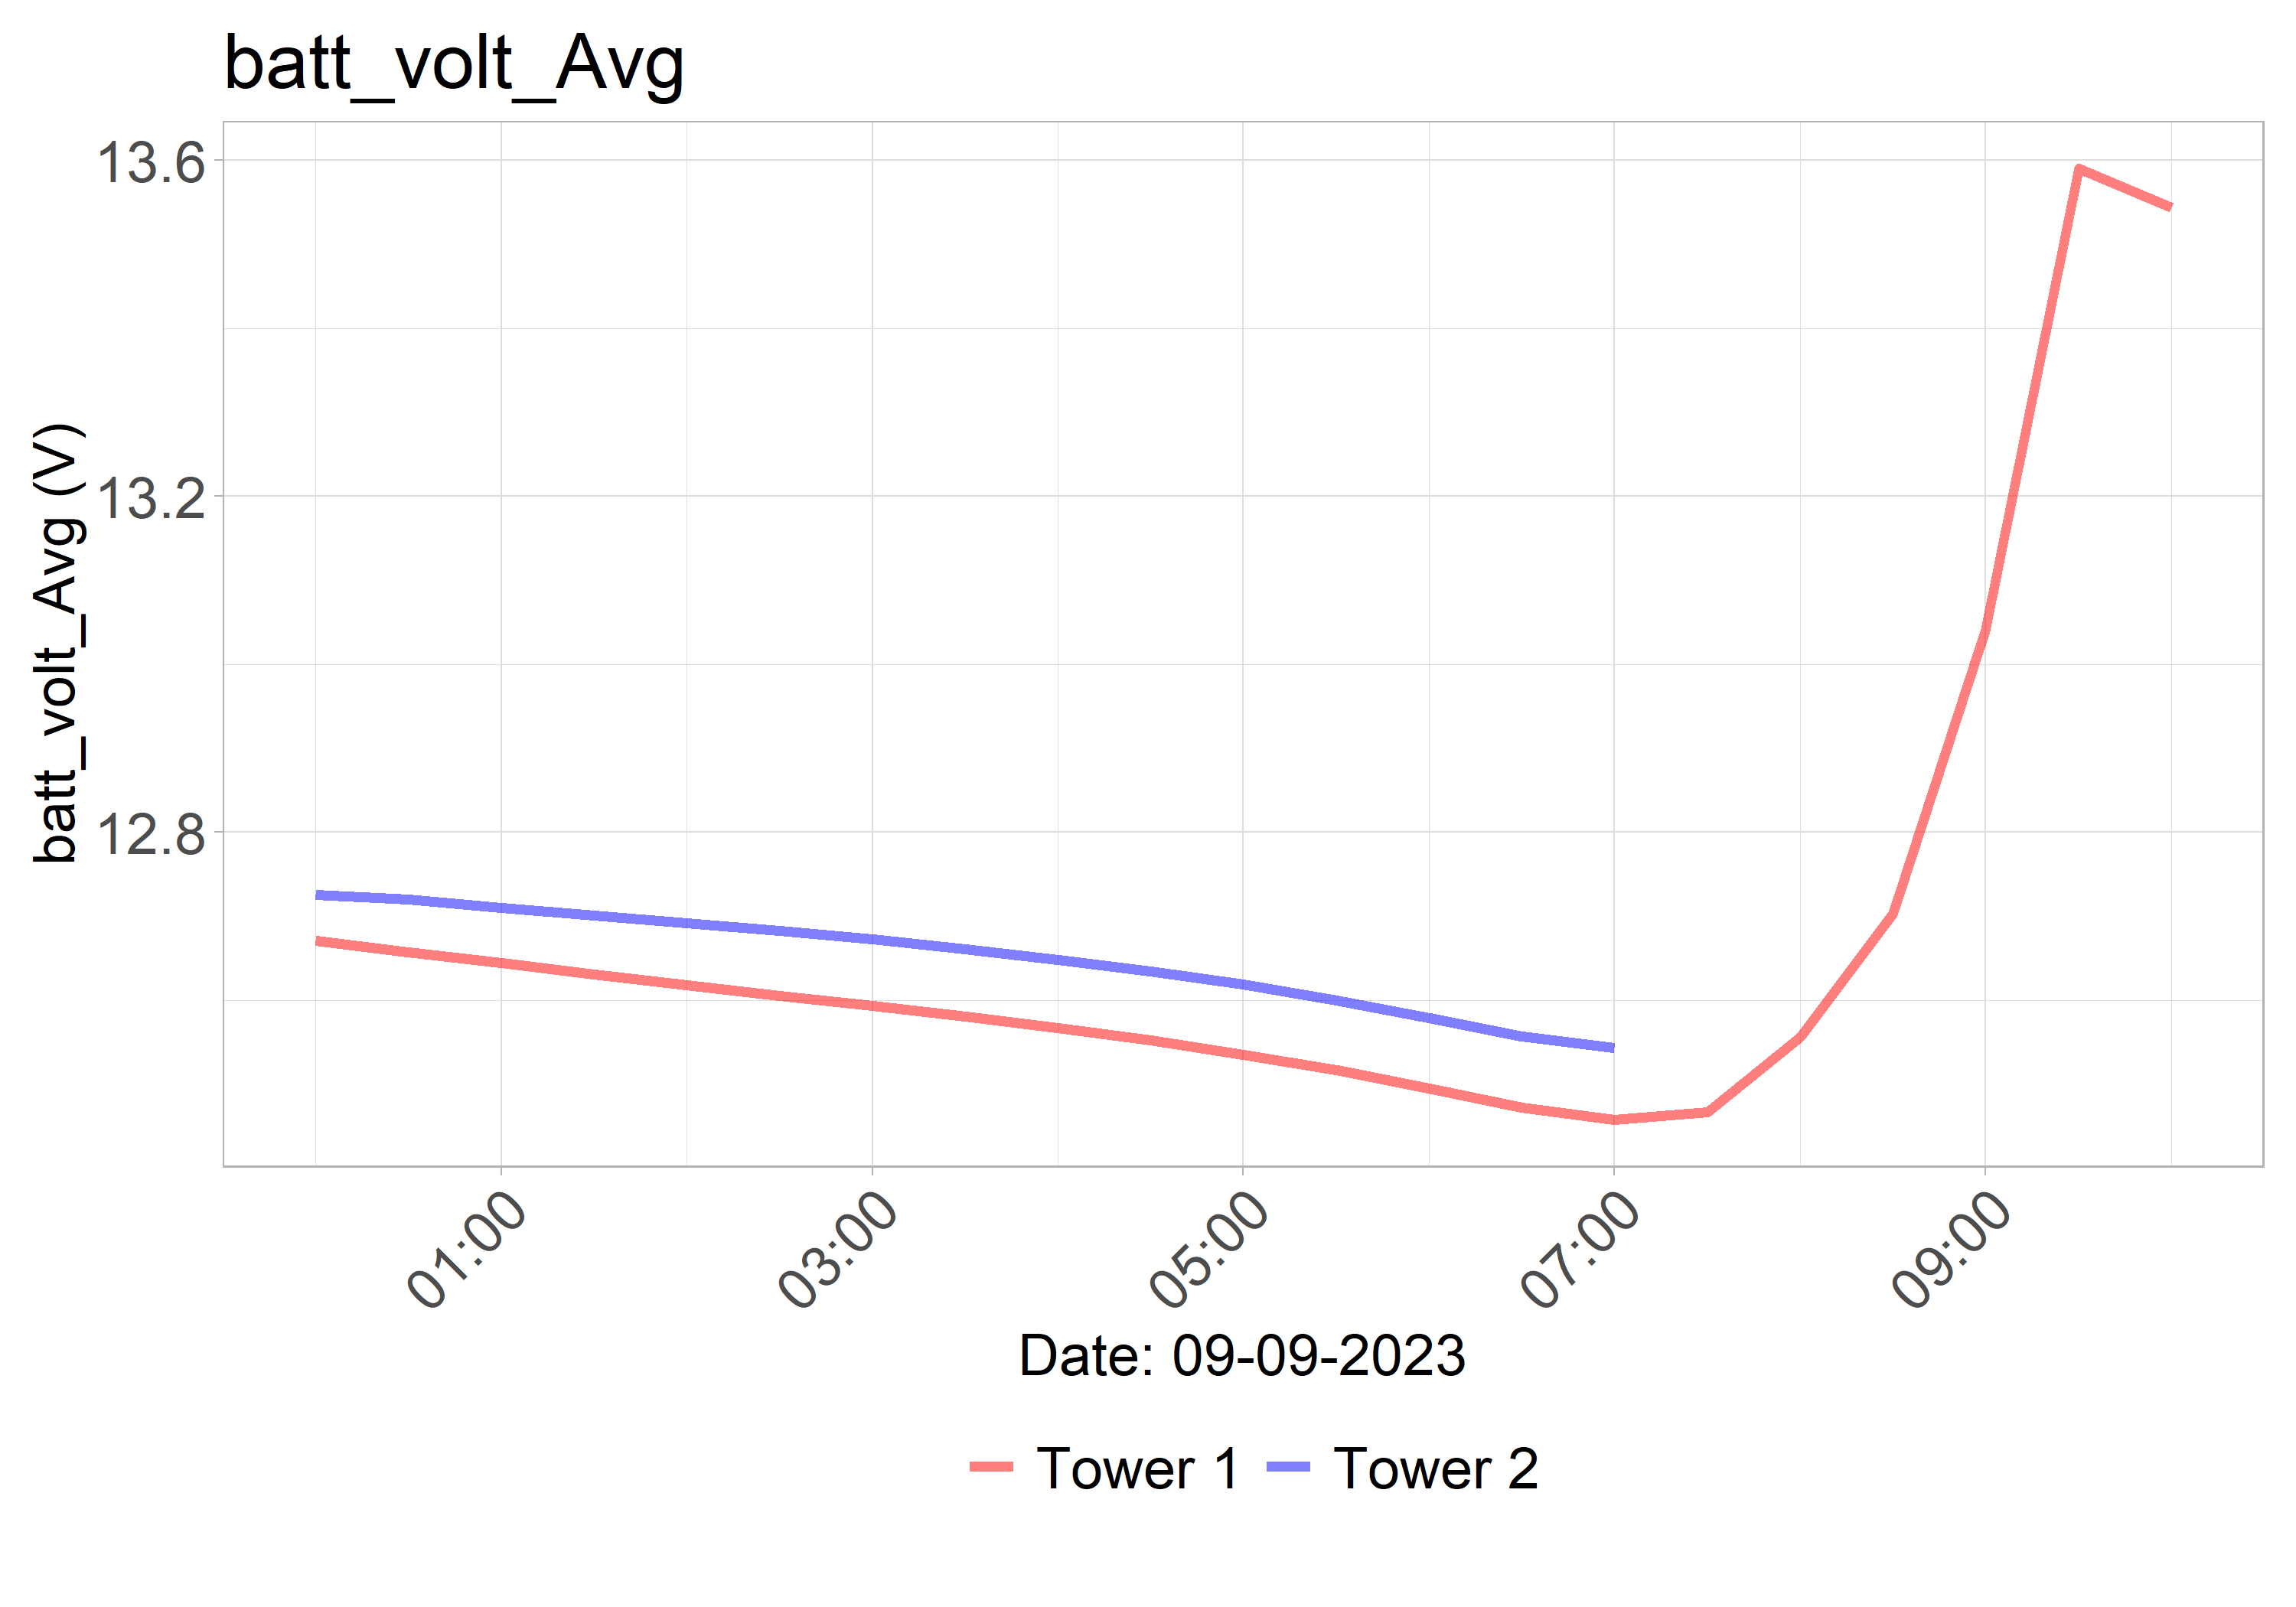 batt_volt_Avg
batt_volt_Avg (V)
13.6
13.2
12.8
01:00 03:00 05:00 07:00 09:00
Date: 09-09-2023
Tower 1 Tower 2